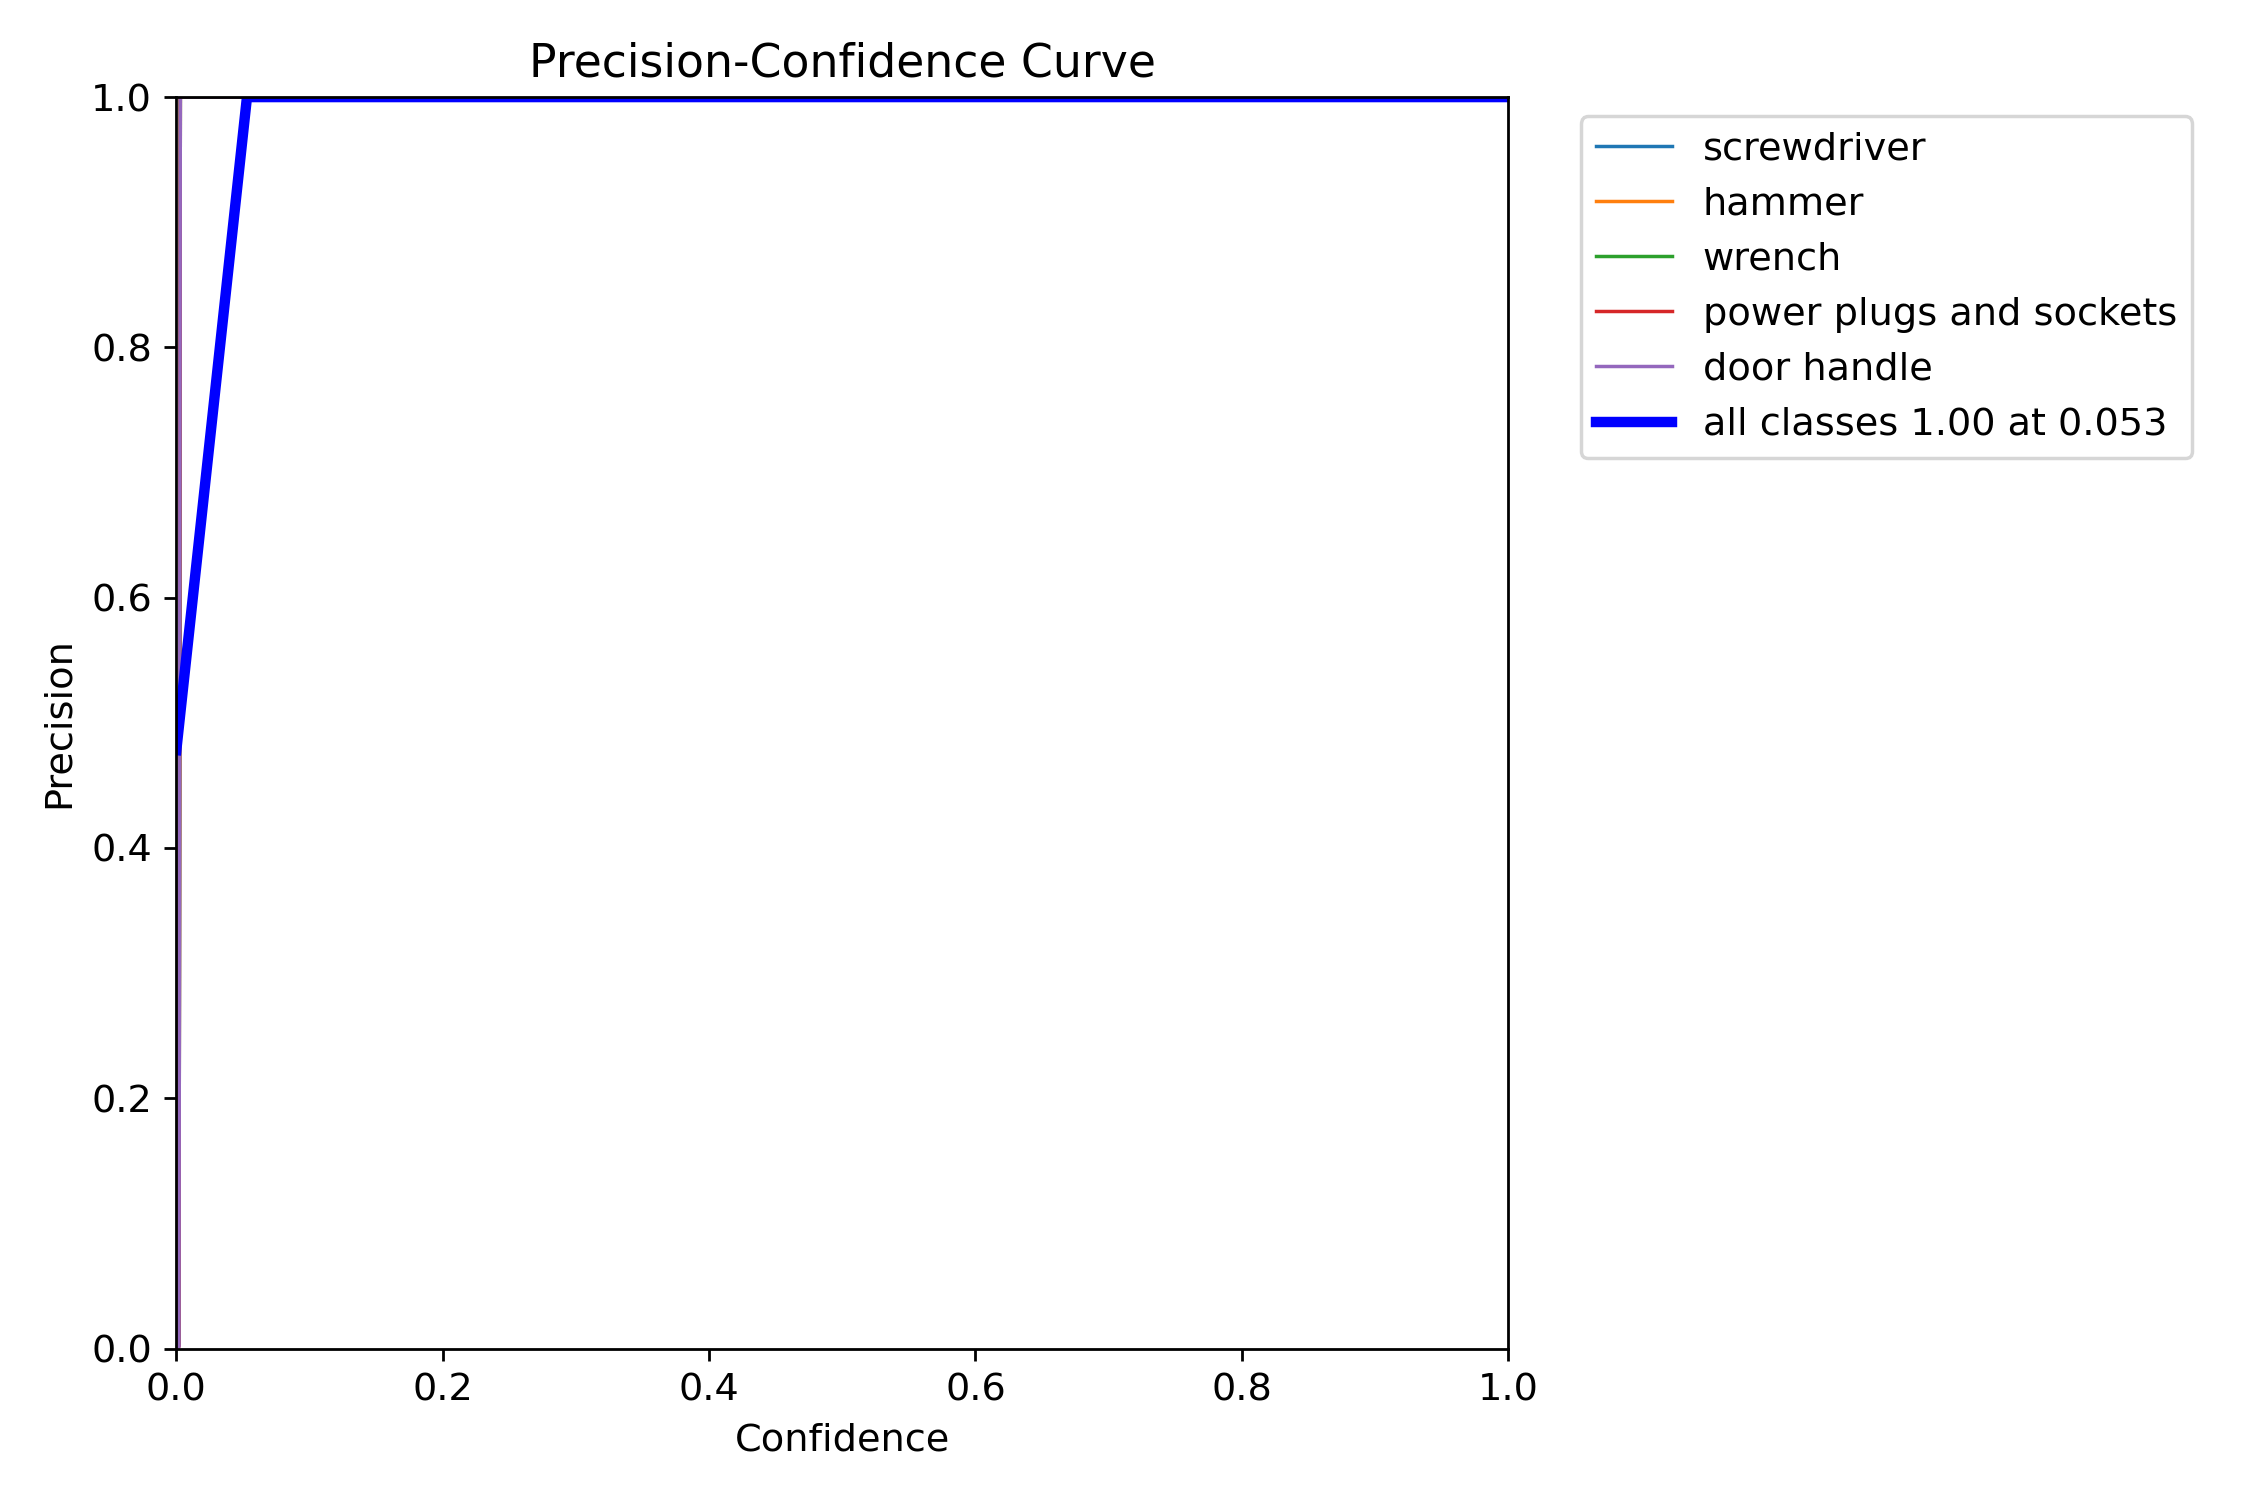 Precision-Confidence Curve
1.0
0.8
0.6
0.4
0.2
0.0
Precision
0.0 0.2 0.4 0.6 0.8 1.0
Confidence
screwdriver
hammer
wrench
power plugs and sockets
door handle
all classes 1.00 at 0.053